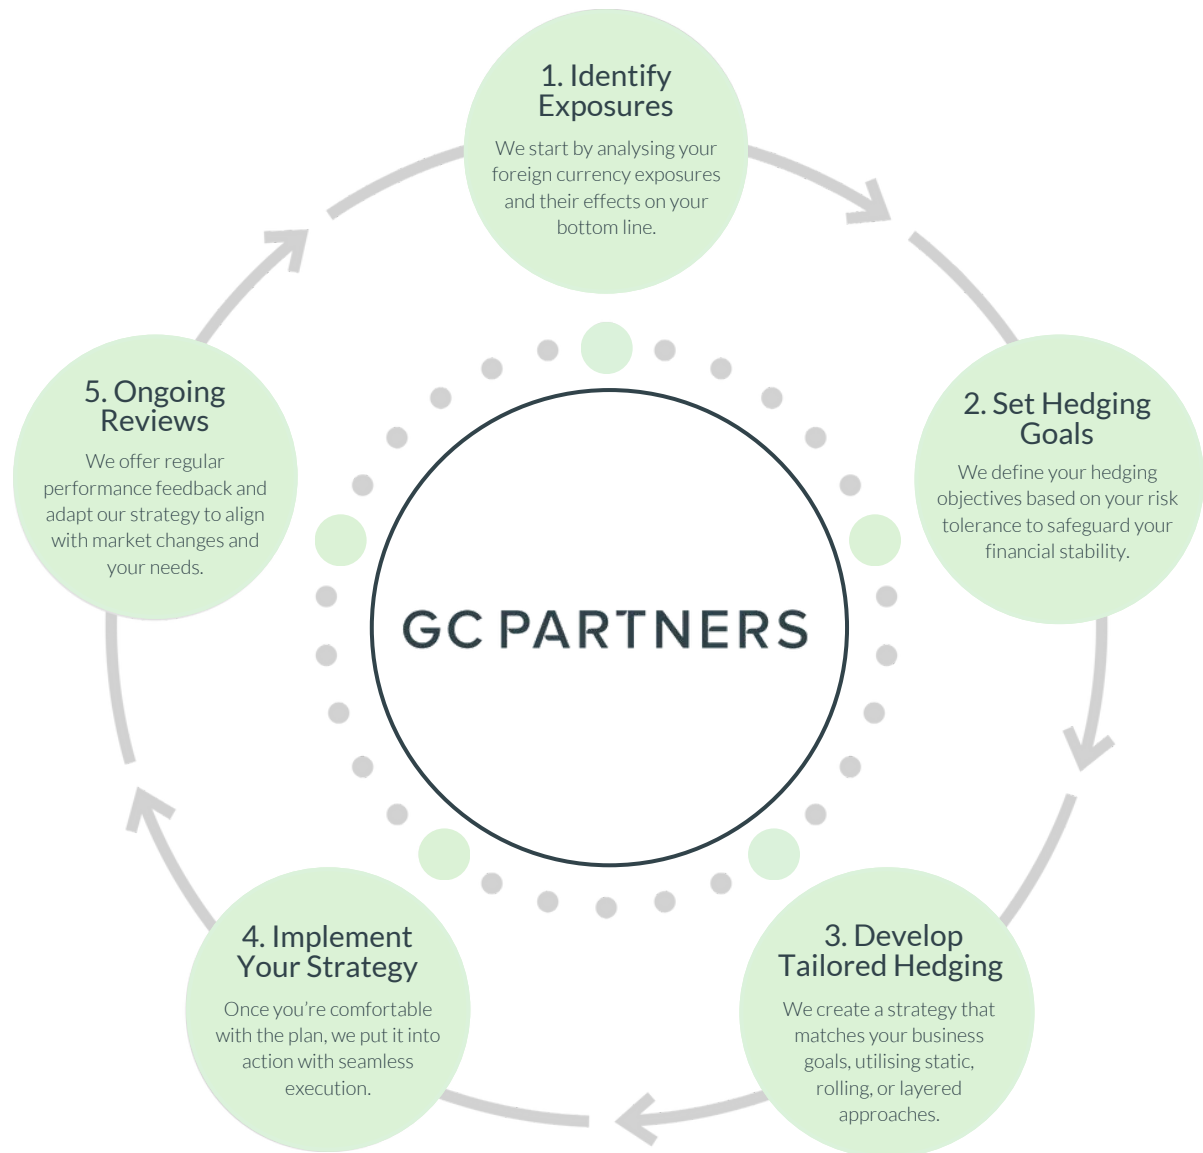 1. Identify
Exposures
We start by analysing your
foreign currency exposures
and their effects on your
bottom line.
2. Set Hedging
Goals
We define your hedging
objectives based on your risk
tolerance to safeguard your
financial stability.
3. Develop
Tailored Hedging
We create a strategy that
matches your business
goals, utilising static,
rolling, or layered
approaches.
4. Implement
Your Strategy
Once you’re comfortable
with the plan, we put it into
action with seamless
execution.
5. Ongoing
Reviews
We offer regular
performance feedback and
adapt our strategy to align
with market changes and
your needs.
GC PARTNERS